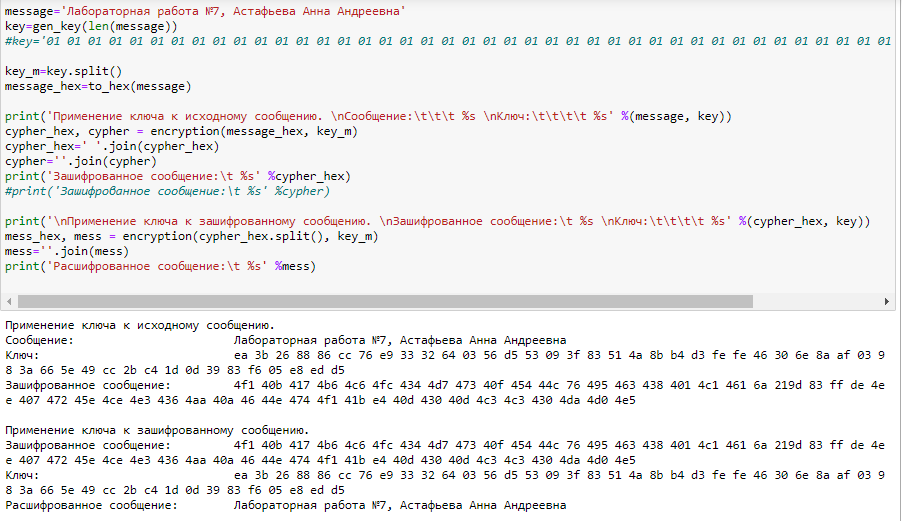 message='Лабораторная работа №7, Астафьева Анна Андреевна'
key=gen_key(len(message))
#key='01 01 01 01 01 01 01 01 01 01 01 01 01 01 01 01 01 01 01 01 01 01 01 01 01 01 01 01 01 01 01 01 01 01 01 01 01 01 01 01 01
key_m=key.split()
message_hex=to_hex(message)
print('Применение ключа к исходному сообщению. \nСообщение:\t\t\t %s \nКлюч:\t\t\t\t %s' %(message, key))
cypher_hex, cypher = encryption(message_hex, key_m)
cypher_hex=' '.join(cypher_hex)
cypher=''.join(cypher)
print('Зашифрованное сообщение:\t %s' %cypher_hex)
#print('Зашифрованное сообщение:\t %s' %cypher)
print('\nПрименение ключа к зашифрованному сообщению. \nЗашифрованное сообщение:\t %s \nКлюч:\t\t\t\t %s' %(cypher_hex, key))
mess_hex, mess = encryption(cypher_hex.split(), key_m)
mess=''.join(mess)
print('Расшифрованное сообщение:\t %s' %mess)
Применение ключа к исходному сообщению.
Сообщение: Лабораторная работа №7, Астафьева Анна Андреевна
Ключ: ea 3b 26 88 86 cc 76 e9 33 32 64 03 56 d5 53 09 3f 83 51 4a 8b b4 d3 fe fe 46 30 6e 8a af 03 9
8 3a 66 5e 49 cc 2b c4 1d 0d 39 83 f6 05 e8 ed d5
Зашифрованное сообщение: 4f1 40b 417 4b6 4c6 4fc 434 4d7 473 40f 454 44c 76 495 463 438 401 4c1 461 6a 219d 83 ff de 4e
e 407 472 45e 4ce 4e3 436 4aa 40a 46 44e 474 4f1 41b e4 40d 430 40d 4c3 4c3 430 4da 4d0 4e5
Применение ключа к зашифрованному сообщению.
Зашифрованное сообщение: 4f1 40b 417 4b6 4c6 4fc 434 4d7 473 40f 454 44c 76 495 463 438 401 4c1 461 6a 219d 83 ff de 4e
e 407 472 45e 4ce 4e3 436 4aa 40a 46 44e 474 4f1 41b e4 40d 430 40d 4c3 4c3 430 4da 4d0 4e5
Ключ: ea 3b 26 88 86 cc 76 e9 33 32 64 03 56 d5 53 09 3f 83 51 4a 8b b4 d3 fe fe 46 30 6e 8a af 03 9
8 3a 66 5e 49 cc 2b c4 1d 0d 39 83 f6 05 e8 ed d5
Расшифрованное сообщение: Лабораторная работа №7, Астафьева Анна Андреевна